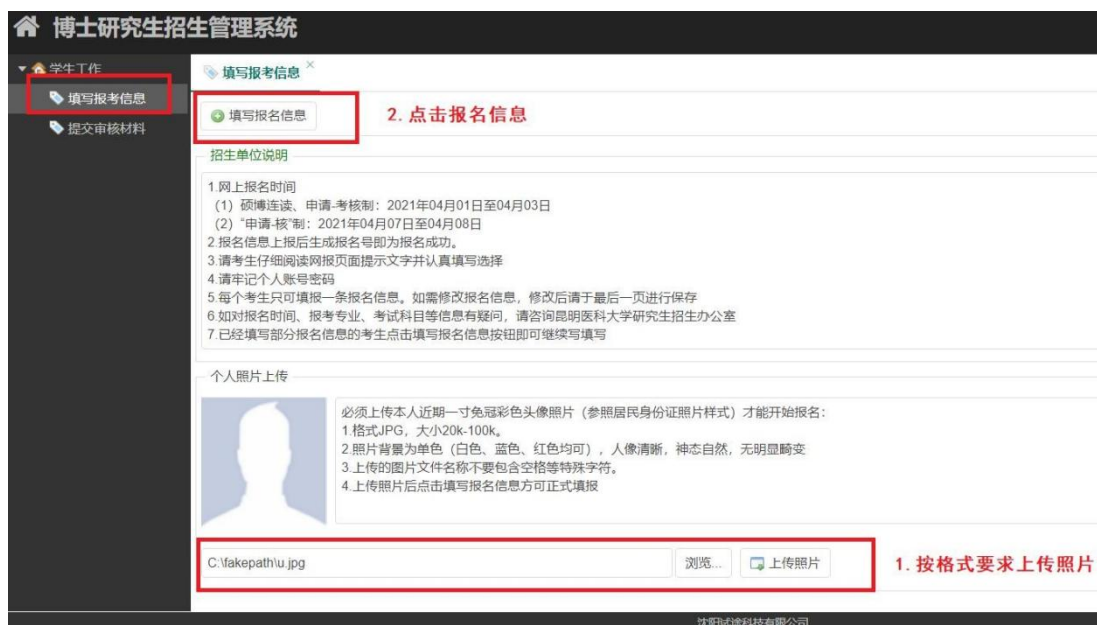 博士研究生招生管理系统
学生工作
填写报考信息
提交审核材料
填写报考信息 ×
填写报名信息
2. 点击报名信息
招生单位说明
1.网上报名时间
(1) 硕博连读、申请-考核制：2021年04月01日至04月03日
(2) “申请-核”制：2021年04月07日至04月08日
2.报名信息上报后生成报名号即为报名成功。
3.请考生仔细阅读网报页面提示文字并认真填写选择
4.请牢记个人账号密码
5.每个考生只可填报一条报名信息。如需修改报名信息，修改后请于最后一页进行保存
6.如对报名时间、报考专业、考试科目等信息有疑问，请咨询昆明医科大学研究生招生办公室
7.已经填写部分报名信息的考生点击填写报名信息按钮即可继续写填写
个人照片上传
必须上传本人近期一寸免冠彩色头像照片（参照居民身份证照片样式）才能开始报名：
1.格式JPG，大小20k-100k。
2.照片背景为单色（白色、蓝色、红色均可），人像清晰，神态自然，无明显畸变
3.上传的图片文件名称不要包含空格等特殊字符。
4.上传照片后点击填写报名信息方可正式填报
C:\fakepath\u.jpg
浏览...
上传照片
1. 按格式要求上传照片
沈阳试途科技有限公司